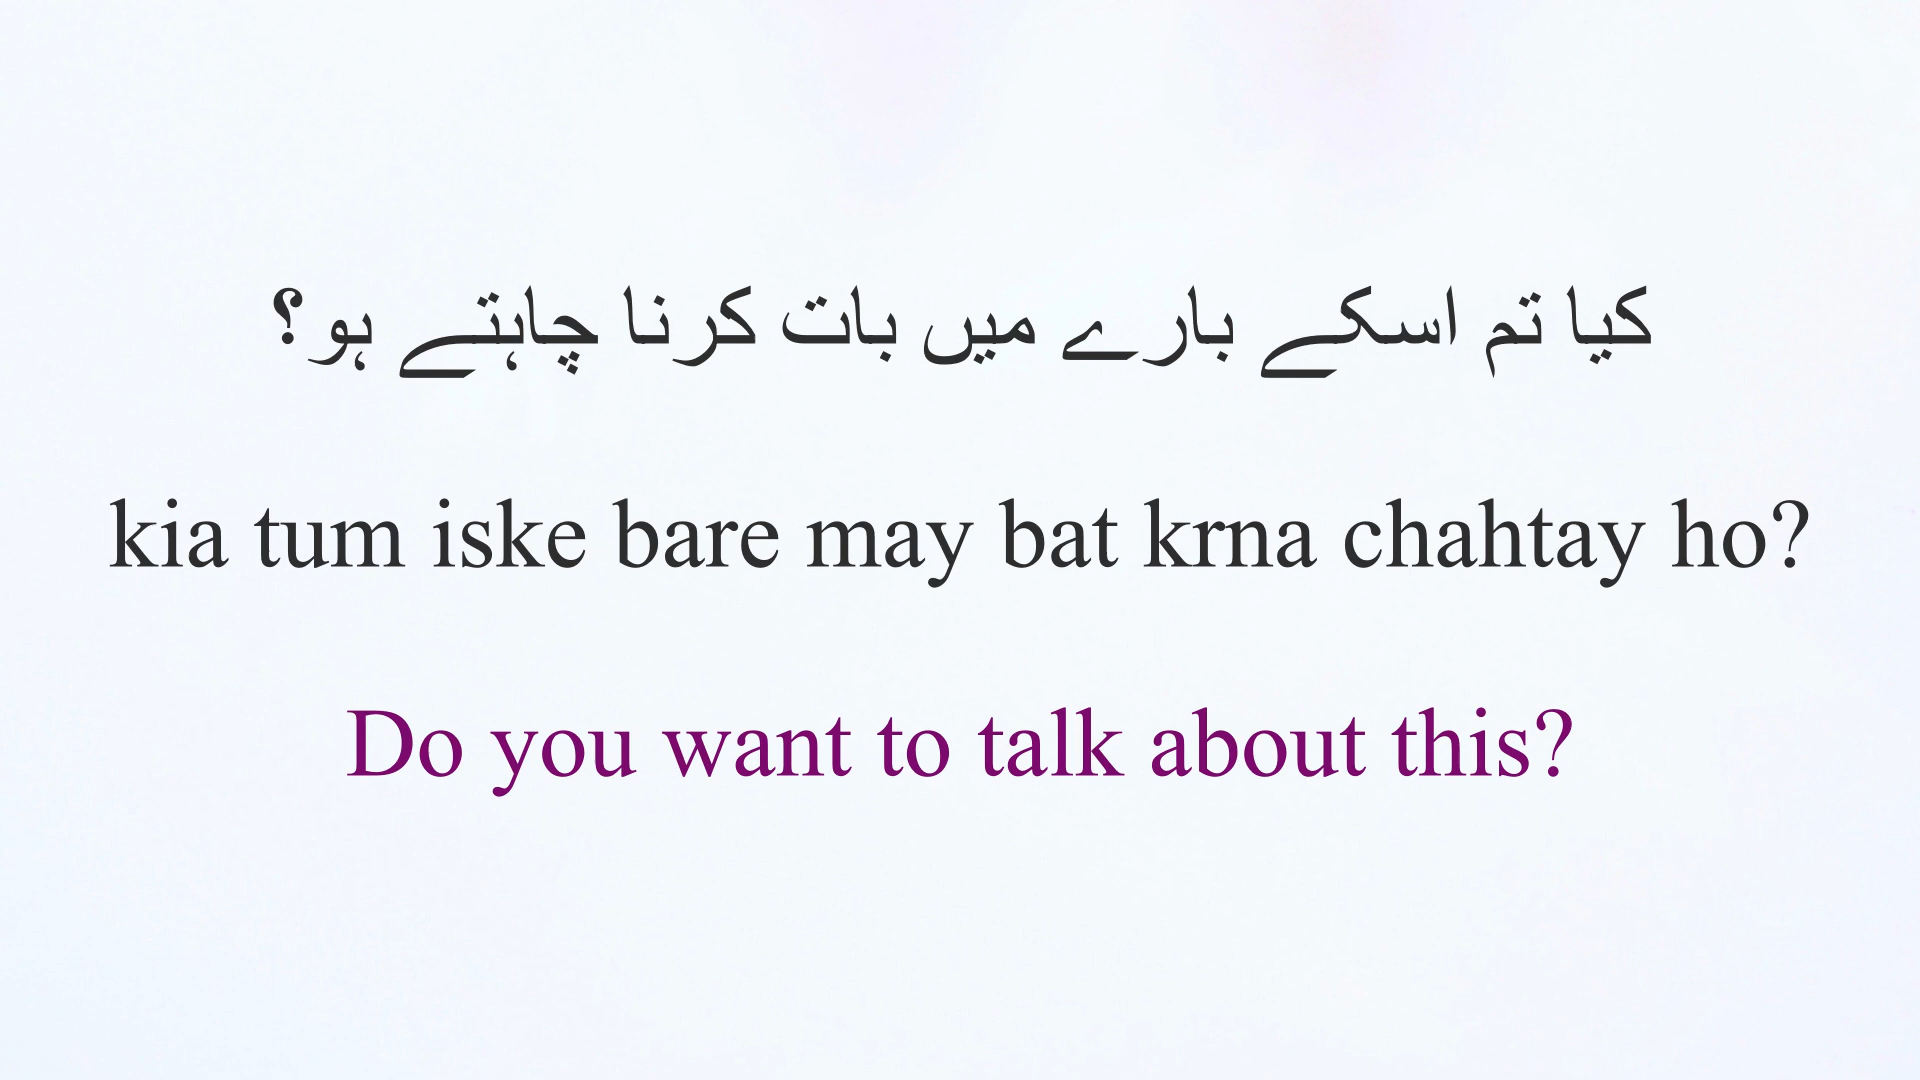 کیا تم اسکے بارے میں بات کرنا چاہتے ہو؟
kia tum iske bare may bat krna chahtay ho?
Do you want to talk about this?